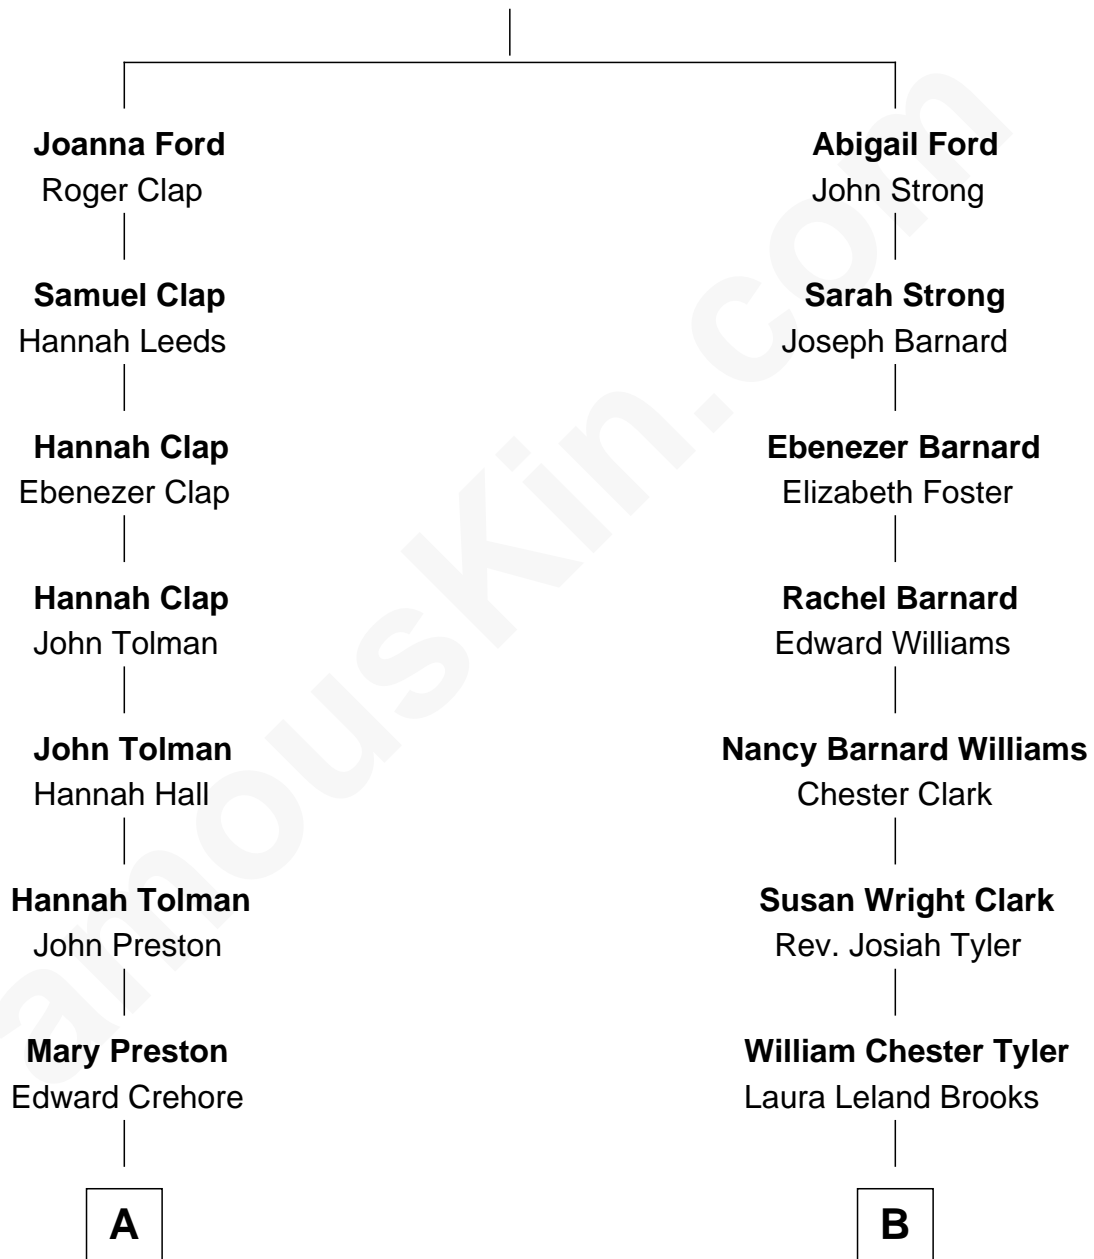 Joanna Ford
Roger Clap
Samuel Clap
Hannah Leeds
Hannah Clap
Ebenezer Clap
Hannah Clap
John Tolman
John Tolman
Hannah Hall
Hannah Tolman
John Preston
Mary Preston
Edward Crehore
A
Abigail Ford
John Strong
Sarah Strong
Joseph Barnard
Ebenezer Barnard
Elizabeth Foster
Rachel Barnard
Edward Williams
Nancy Barnard Williams
Chester Clark
Susan Wright Clark
Rev. Josiah Tyler
William Chester Tyler
Laura Leland Brooks
B
amouskin.com